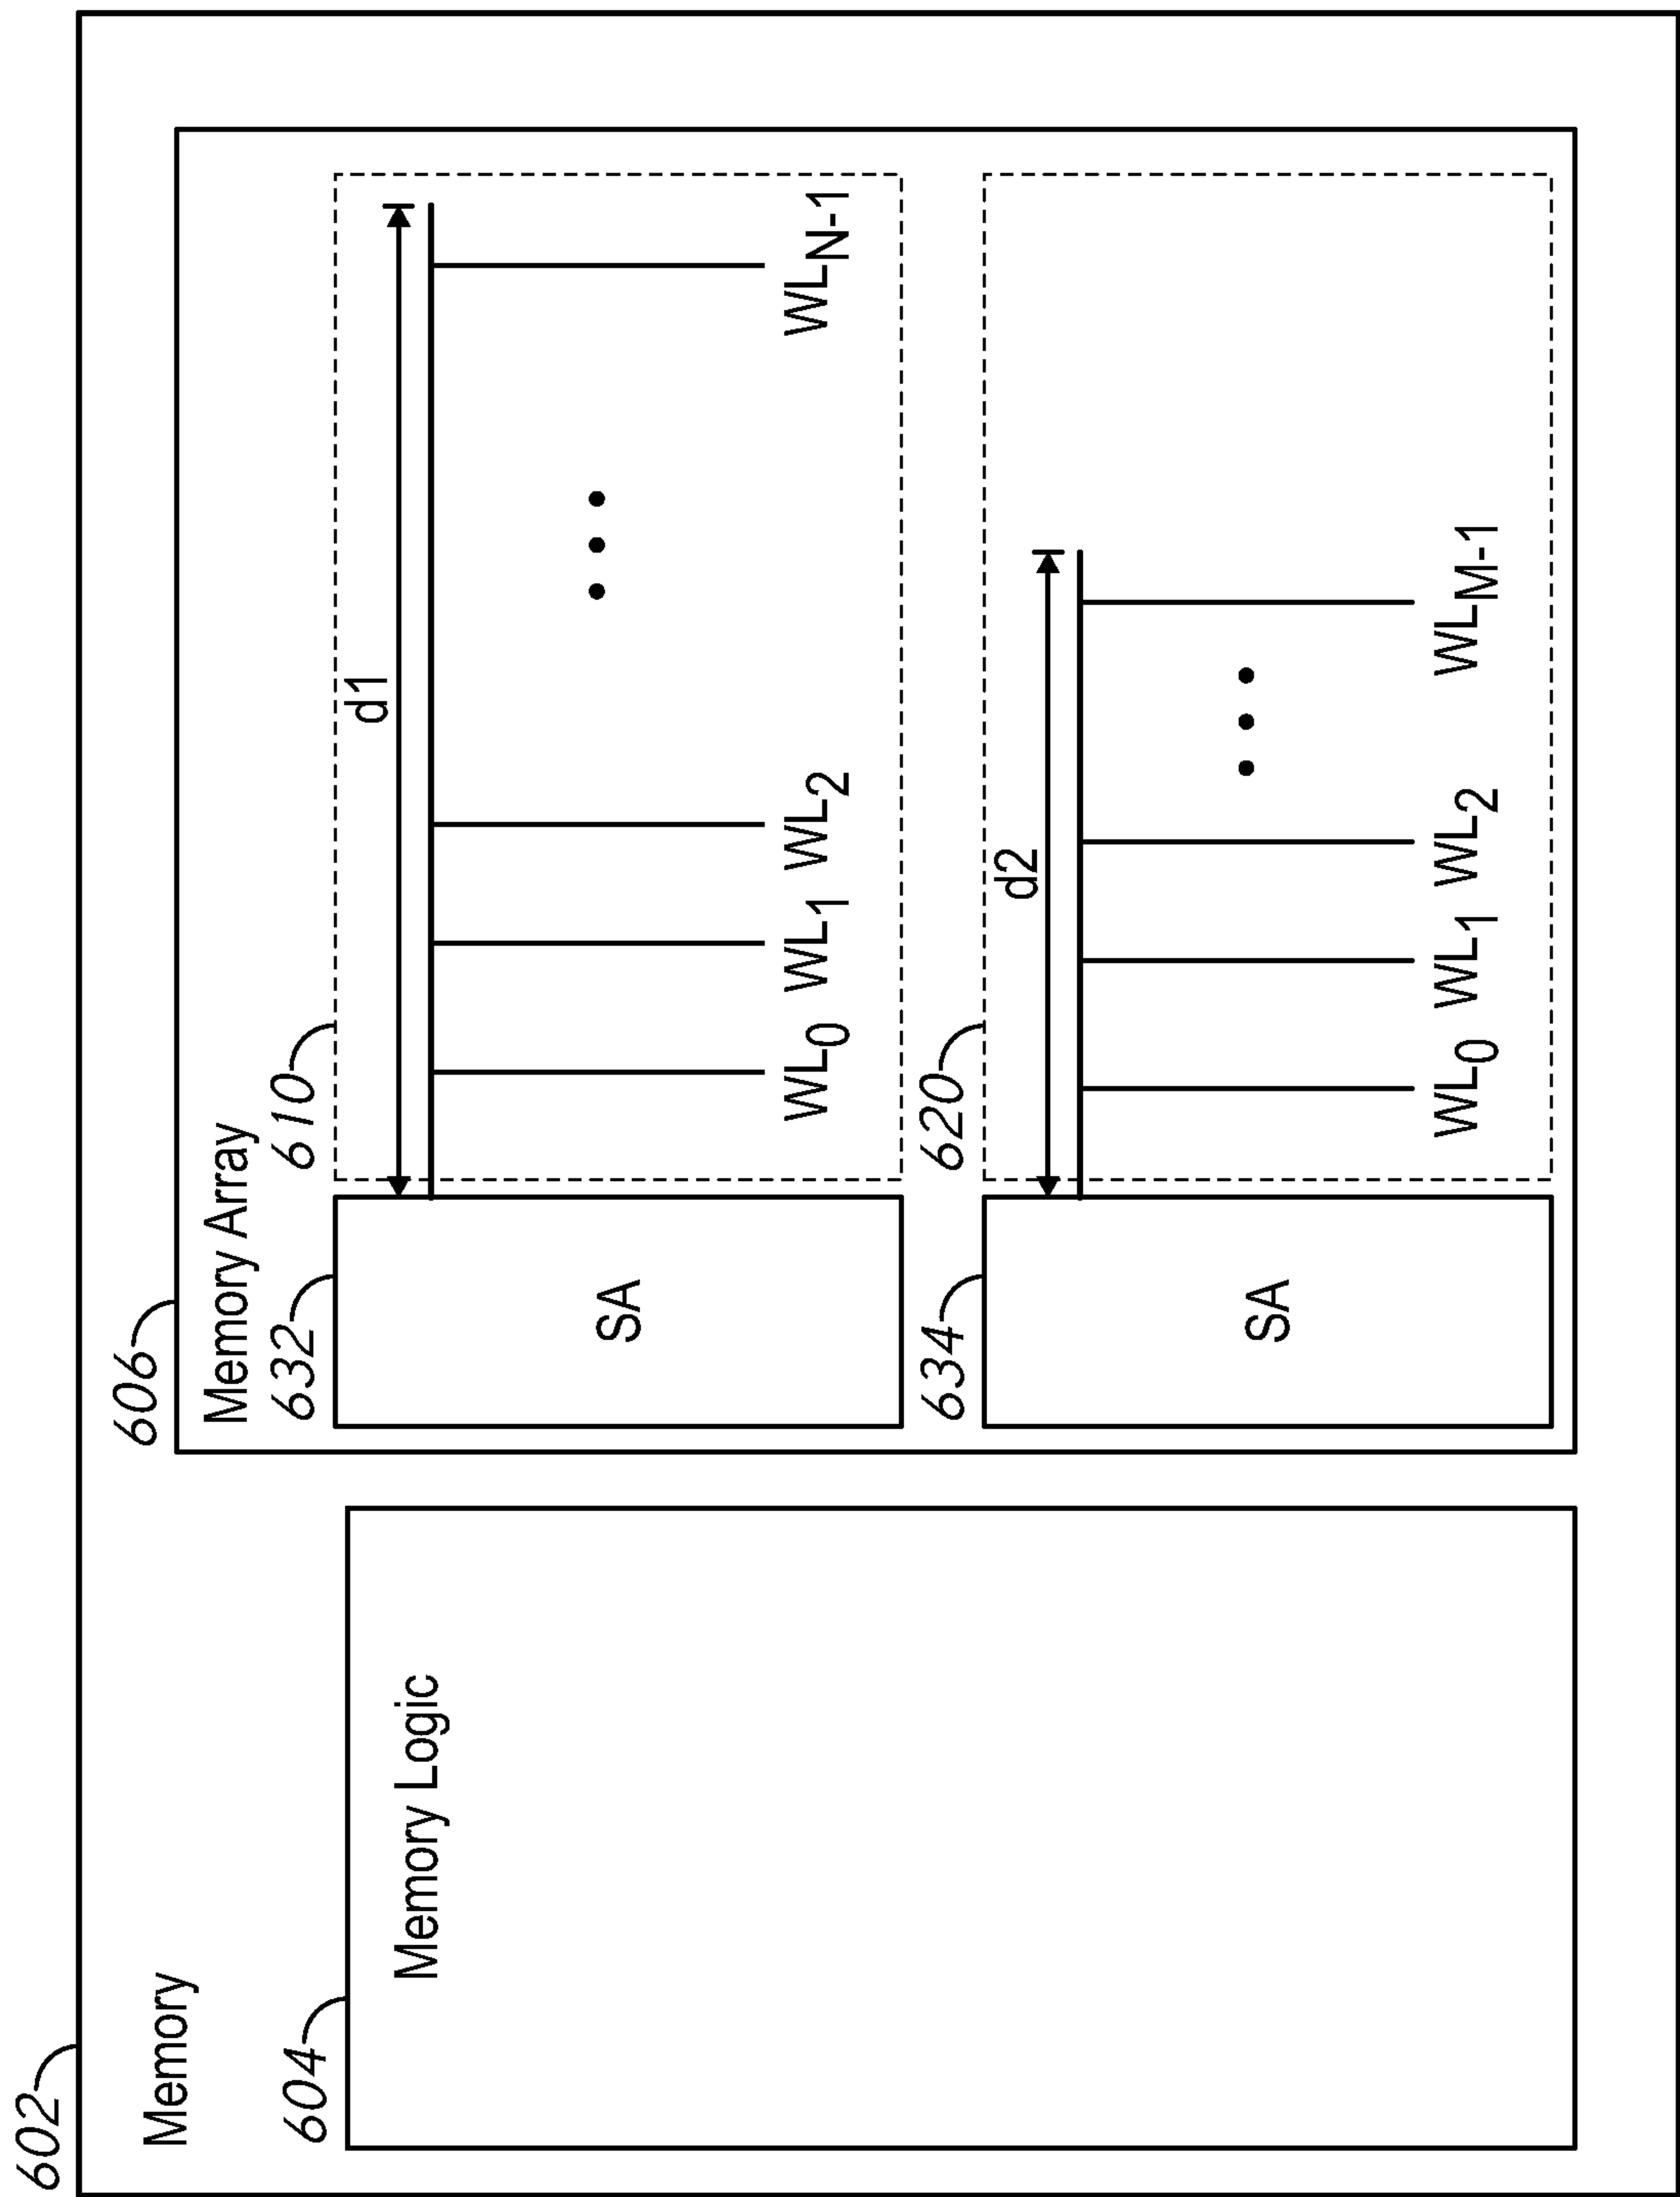 602
Memory
604
Memory Logic
606
Memory Array
632
SA
610
d1
WL0 WL1 WL2 WLN-1
634
SA
620
d2
WL0 WL1 WL2 WLM-1